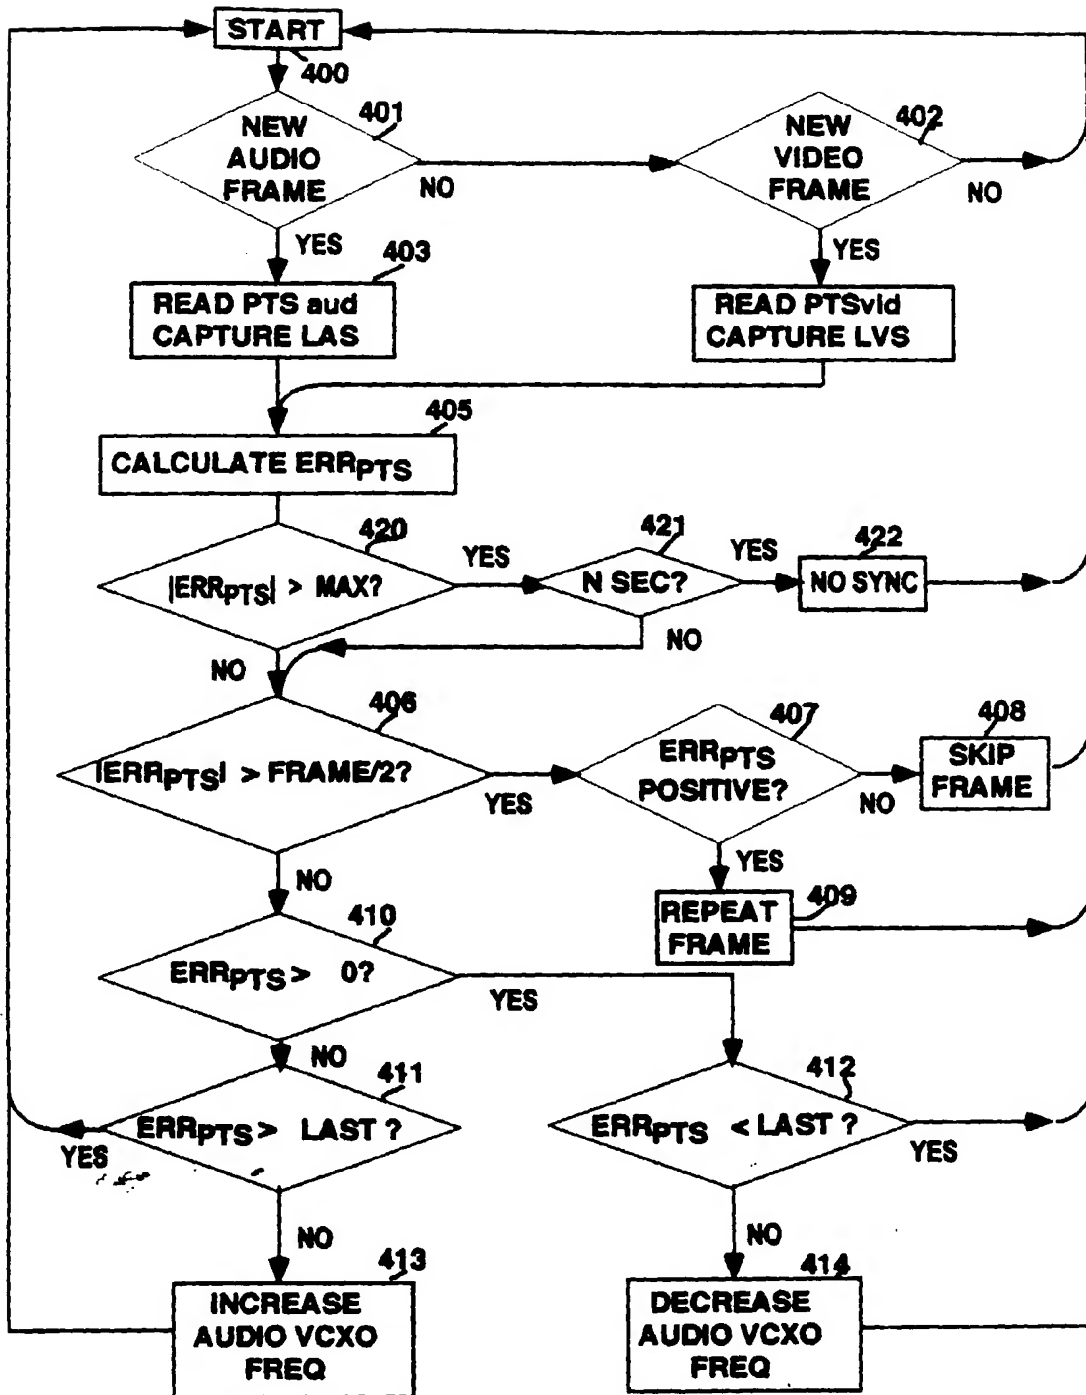 START
400
401
NEW
AUDIO
FRAME
NO
402
NEW
VIDEO
FRAME
NO
YES
YES
403
READ PTS aud
CAPTURE LAS
READ PTSvid
CAPTURE LVS
405
CALCULATE ERRPTS
420
|ERRPTS| > MAX?
YES
421
N SEC?
YES
422
NO SYNC
NO
NO
406
|ERRPTS| > FRAME/2?
YES
407
ERRPTS
POSITIVE?
NO
408
SKIP
FRAME
YES
NO
409
REPEAT
FRAME
410
ERRPTS > 0?
YES
NO
411
ERRPTS > LAST ?
YES
412
ERRPTS < LAST ?
YES
NO
NO
413
INCREASE
AUDIO VCXO
FREQ
414
DECREASE
AUDIO VCXO
FREQ